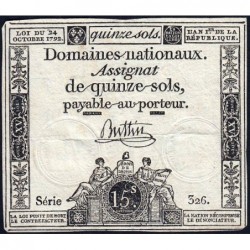 LOI DU 24 OCTOBRE 1792.
quinze sols.
L'AN 1er. DE LA RÉPUBLIQUE.
Domaines nationaux.
Assignat
de quinze sols,
payable au porteur.
Buttin
Série 326.
15 s
LA LOI PUNIT DE MORT LE CONTREFACTEUR.
LA NATION RÉCOMPENSE LE DÉNONCIATEUR.